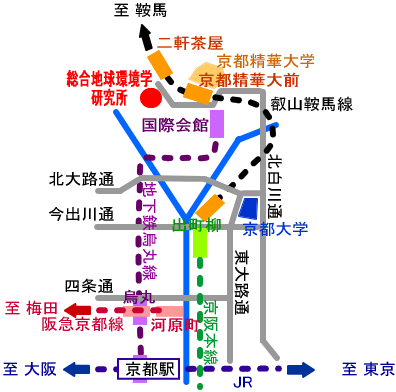 至 鞍馬
二軒茶屋
京都精華大学
総合地球環境学
研究所
京都精華大前
叡山鞍馬線
国際会館
北白川通
北大路通
地下鉄烏丸線
今出川通
出町柳
京都大学
東大路通
四条通
烏丸
至 梅田
阪急京都線
河原町
京阪本線
至 大阪
京都駅
JR
至 東京